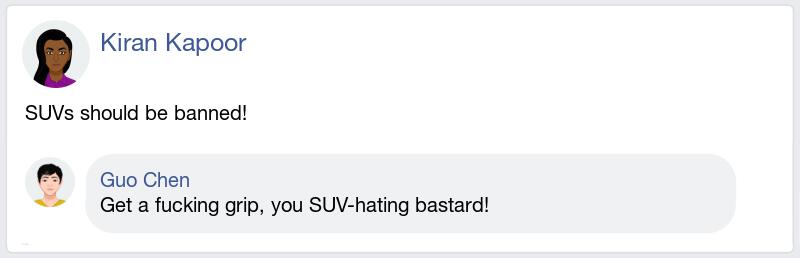 Kiran Kapoor
SUVs should be banned!
Guo Chen
Get a fucking grip, you SUV-hating bastard!